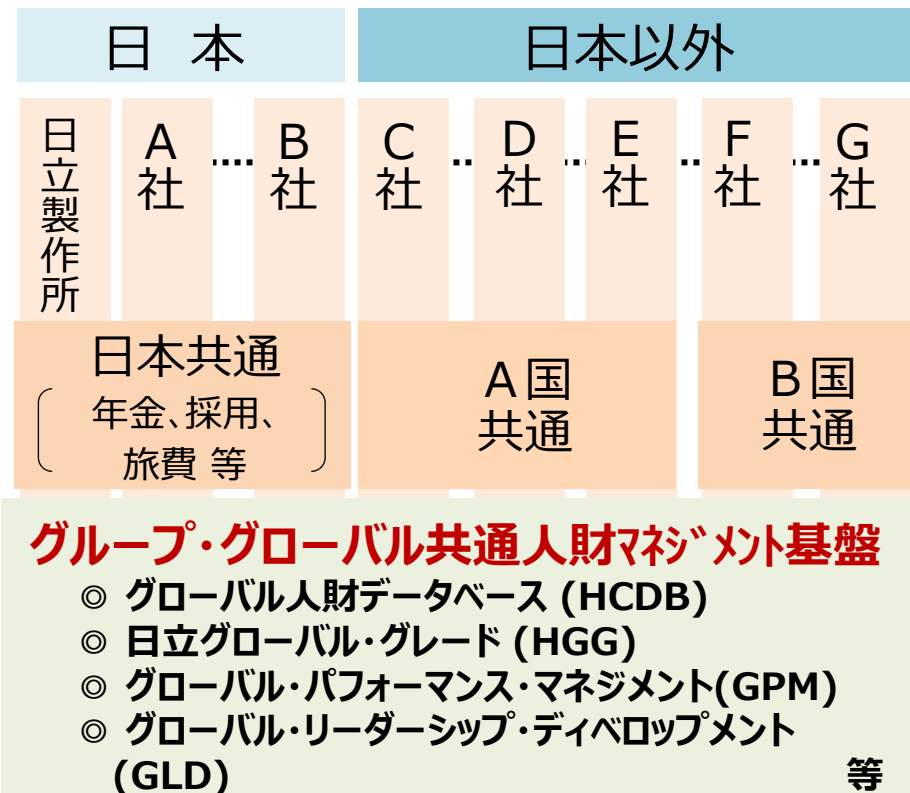 日 本
日本以外
日立製作所
A社
....
B社
C社
..
D社
...
E社
..
F社
...
G社
日本共通
年金、採用、
旅費 等
A国
共通
B国
共通
グループ・グローバル共通人財マネジメント基盤
◎ グローバル人財データベース (HCDB)
◎ 日立グローバル・グレード (HGG)
◎ グローバル・パフォーマンス・マネジメント(GPM)
◎ グローバル・リーダーシップ・ディベロップメント
(GLD) 等